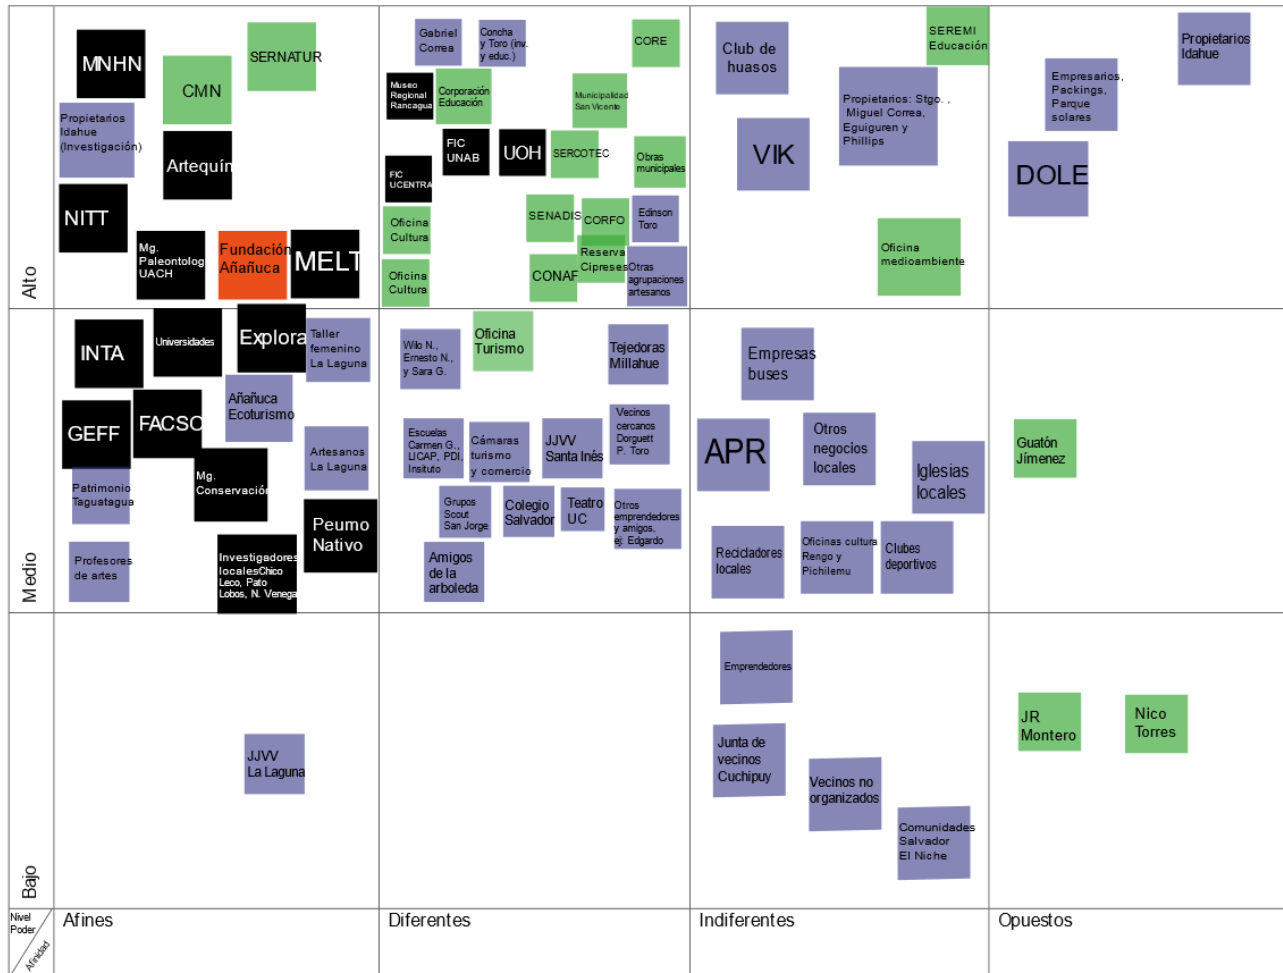 Alto
MNHN
CMN
SERNATUR
Propietarios
Idahue
(Investigación)
Artequín
NITT
Mg.
Paleontolog
UACH
Fundación
Añañuca
MELT
Gabriel
Correa
Concha
y Toro (inv.
y educ.)
CORE
Museo
Regional
Rancagua
Corporación
Educación
Municipalidad
San Vicente
FIC
UNAB
UOH
SERCOTEC
Obras
municipales
FIC
UCENTRA
Oficina
Cultura
SENADIS
CORFO
Edinson
Toro
Oficina
Cultura
CONAF
Reserva
Cipreses
Otras
agrupaciones
artesanos
Club de
huasos
SEREMI
Educación
Propietarios: Stgo. ,
Miguel Correa,
Eguiguren y
Phillips
VIK
Oficina
medioambiente
Propietarios
Idahue
Empresarios,
Packings,
Parque
solares
DOLE
Medio
INTA
Universidades
Explora
Taller
femenino
La Laguna
GEFF
FACSO
Añañuca
Ecoturismo
Artesanos
La Laguna
Patrimonio
Taguatagua
Mg.
Conservación
Profesores
de artes
Investigadores
localesChico
Leco, Pato
Lobos, N. Venega
Peumo
Nativo
Wilo N.,
Ernesto N.,
y Sara G.
Oficina
Turismo
Tejedoras
Millahue
Escuelas
Carmen G.,
LICAP, PDI,
Insituto
Cámaras
turismo
y comercio
JJVV
Santa Inés
Vecinos
cercanos
Dorguett
P. Toro
Grupos
Scout
San Jorge
Colegio
Salvador
Teatro
UC
Otros
emprendedores
y amigos,
ej: Edgardo
Amigos
de la
arboleda
Empresas
buses
APR
Otros
negocios
locales
Iglesias
locales
Recicladores
locales
Oficinas cultura
Rengo y
Pichilemu
Clubes
deportivos
Guatón
Jímenez
Bajo
JJVV
La Laguna
Emprendedores
Junta de
vecinos
Cuchipuy
Vecinos no
organizados
Comunidades
Salvador
El Niche
JR
Montero
Nico
Torres
Nivel
Poder
Afinidad
Afines
Diferentes
Indiferentes
Opuestos